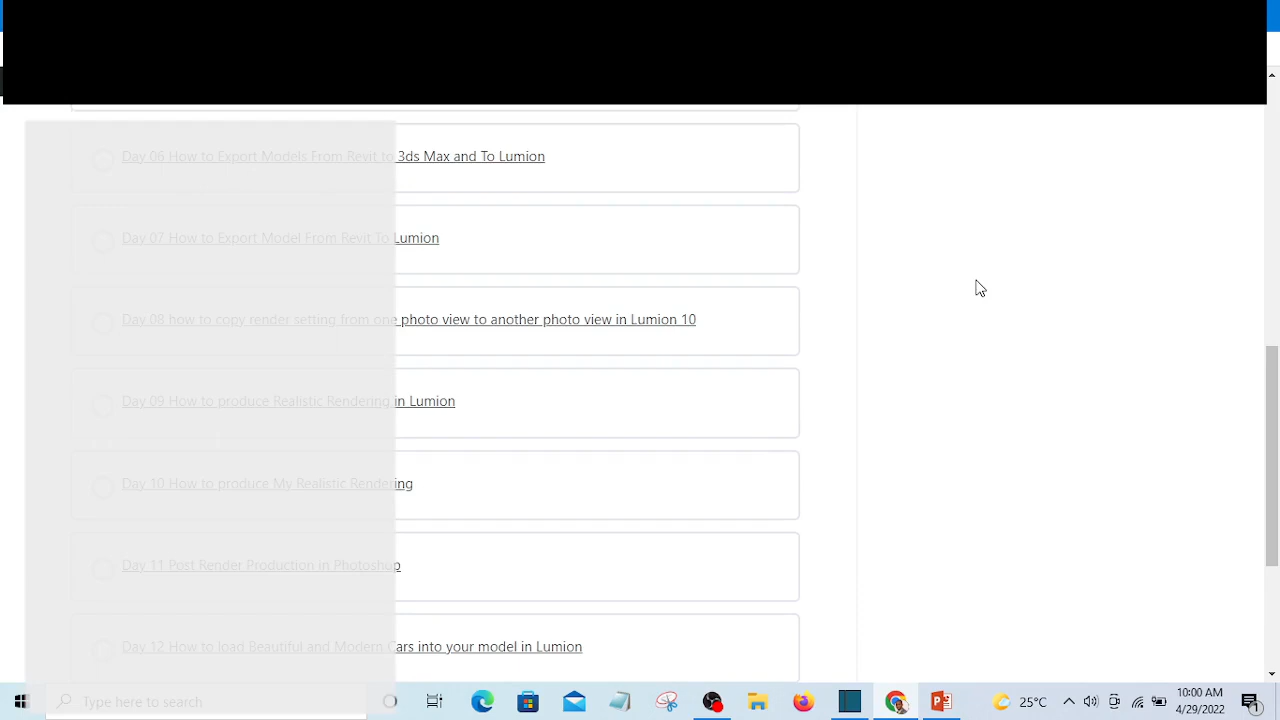 Day 06 How to Export Models From Revit to 3ds Max and To Lumion
Day 07 How to Export Model From Revit To Lumion
Day 08 how to copy render setting from one photo view to another photo view in Lumion 10
Day 09 How to produce Realistic Rendering in Lumion
Day 10 How to produce My Realistic Rendering
Day 11 Post Render Production in Photoshup
Day 12 How to load Beautiful and Modern Cars into your model in Lumion
Type here to search
25°C
10:00 AM
4/29/2022
1